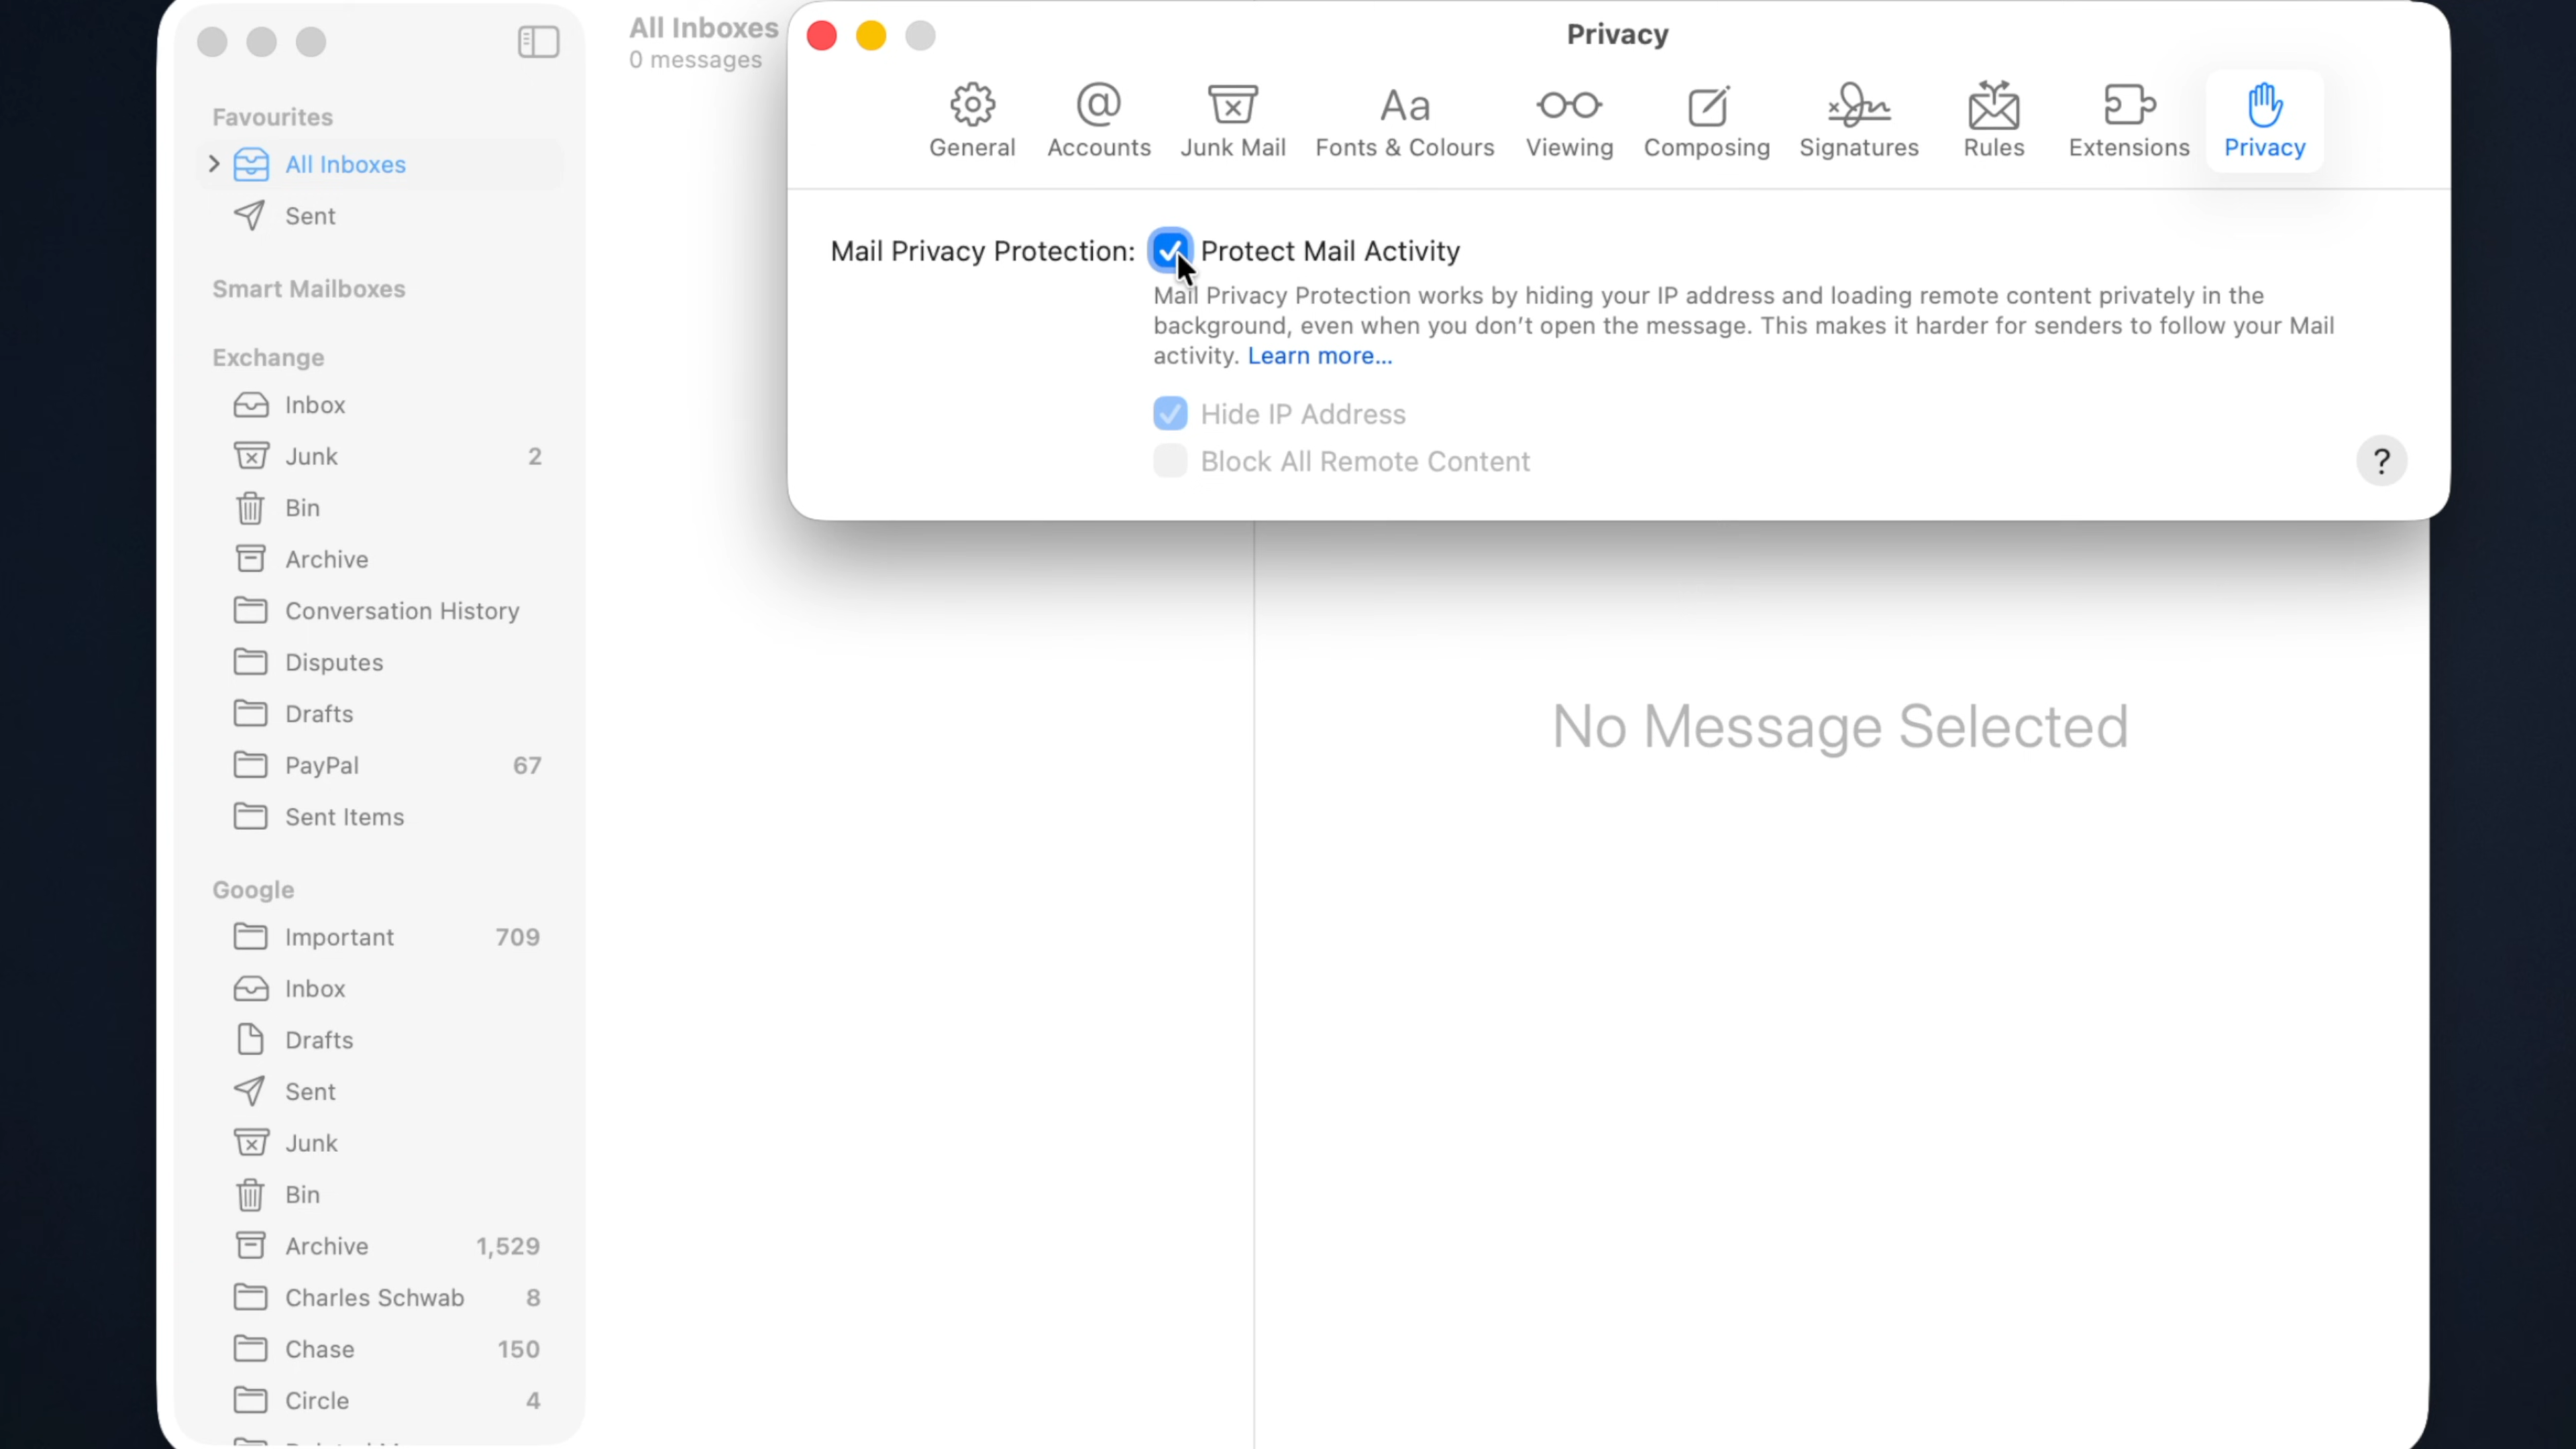 All Inboxes
0 messages
Favourites
All Inboxes
Sent
Smart Mailboxes
Exchange
Inbox
Junk 2
Bin
Archive
Conversation History
Disputes
Drafts
PayPal 67
Sent Items
Google
Important 709
Inbox
Drafts
Sent
Junk
Bin
Archive 1,529
Charles Schwab 8
Chase 150
Circle 4
Privacy
General Accounts Junk Mail Fonts & Colours Viewing Composing Signatures Rules Extensions Privacy
Mail Privacy Protection: Protect Mail Activity
Mail Privacy Protection works by hiding your IP address and loading remote content privately in the
background, even when you don’t open the message. This makes it harder for senders to follow your Mail
activity. Learn more...
Hide IP Address
Block All Remote Content
?
No Message Selected